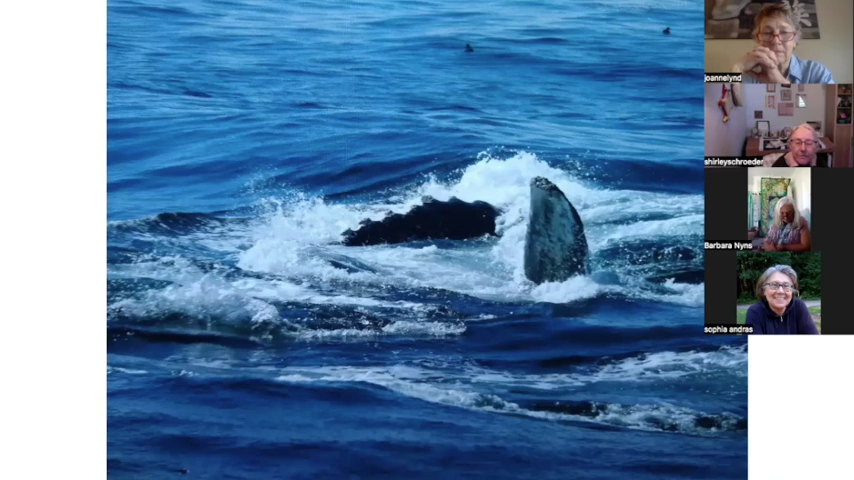 joannelynd
shirleyschroeder
Barbara Nyns
sophia andras